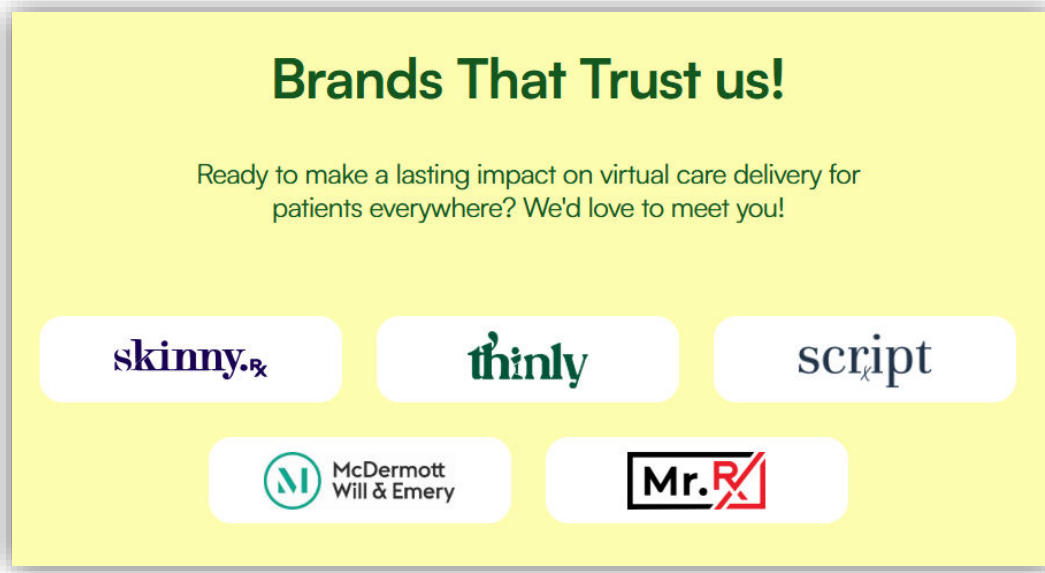 Brands That Trust us!
Ready to make a lasting impact on virtual care delivery for
patients everywhere? We'd love to meet you!
skinny.Rx
thinly
script
M McDermott
Will & Emery
Mr.Rx